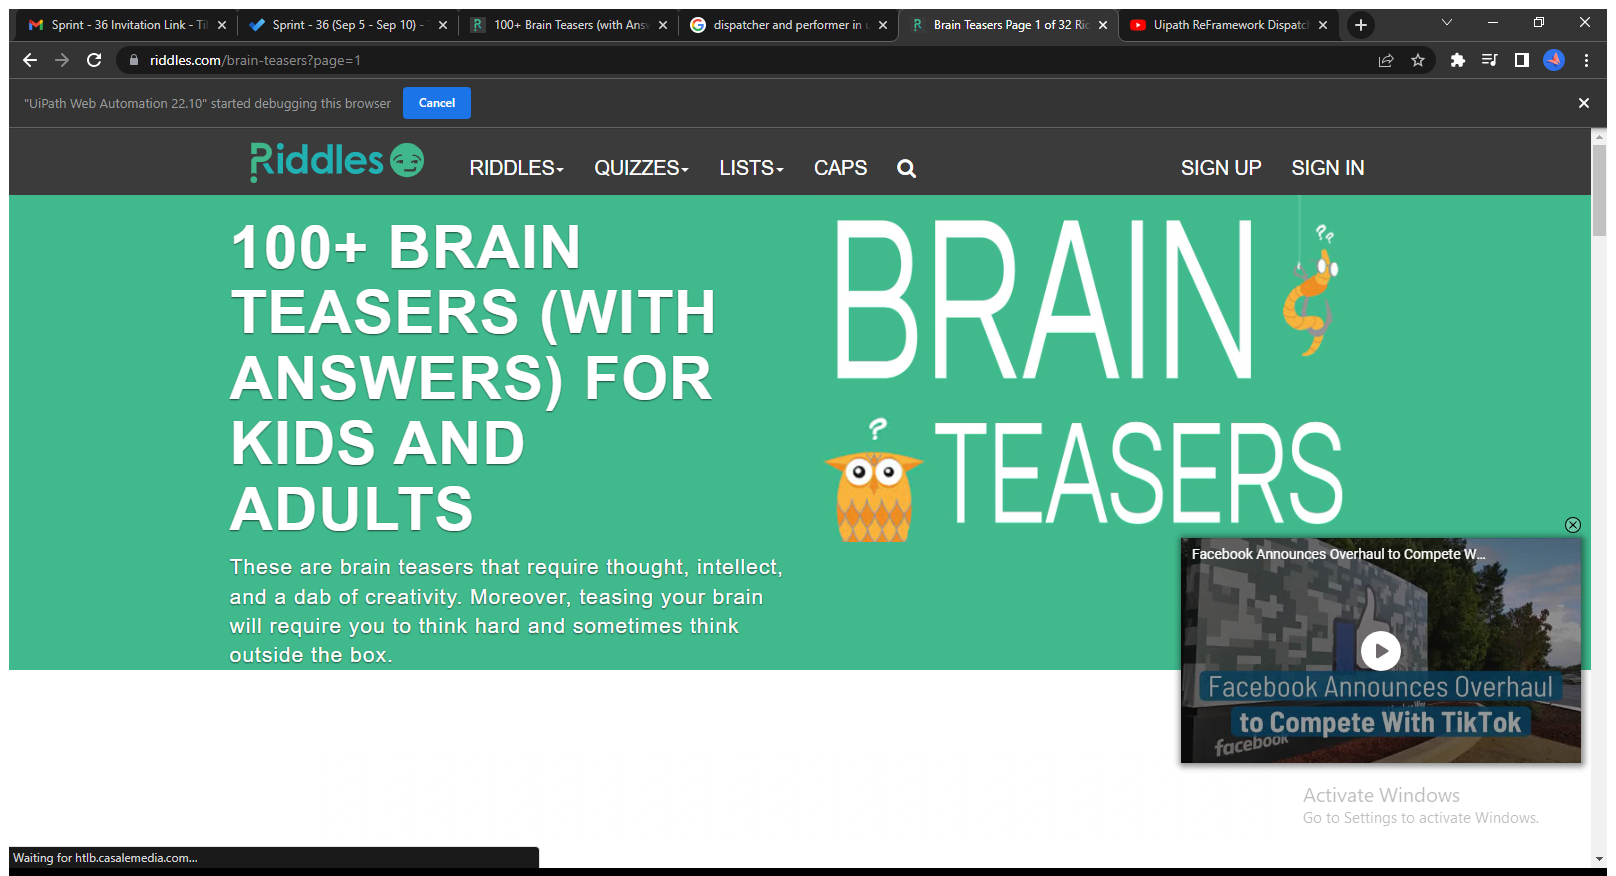 Sprint - 36 Invitation Link - Ti
Sprint - 36 (Sep 5 - Sep 10) -
100+ Brain Teasers (with Answ
dispatcher and performer in u
Brain Teasers Page 1 of 32 Rid
Uipath ReFramework Dispatch
riddles.com/brain-teasers?page=1
"UiPath Web Automation 22.10" started debugging this browser
Cancel
Riddles
RIDDLES
QUIZZES
LISTS
CAPS
SIGN UP
SIGN IN
100+ BRAIN
TEASERS (WITH
ANSWERS) FOR
KIDS AND
ADULTS
These are brain teasers that require thought, intellect,
and a dab of creativity. Moreover, teasing your brain
will require you to think hard and sometimes think
outside the box.
BRAIN
??
?
TEASERS
Facebook Announces Overhaul to Compete W...
Facebook Announces Overhaul
to Compete With TikTok
facebook
Activate Windows
Go to Settings to activate Windows.
Waiting for htlb.casalemedia.com...